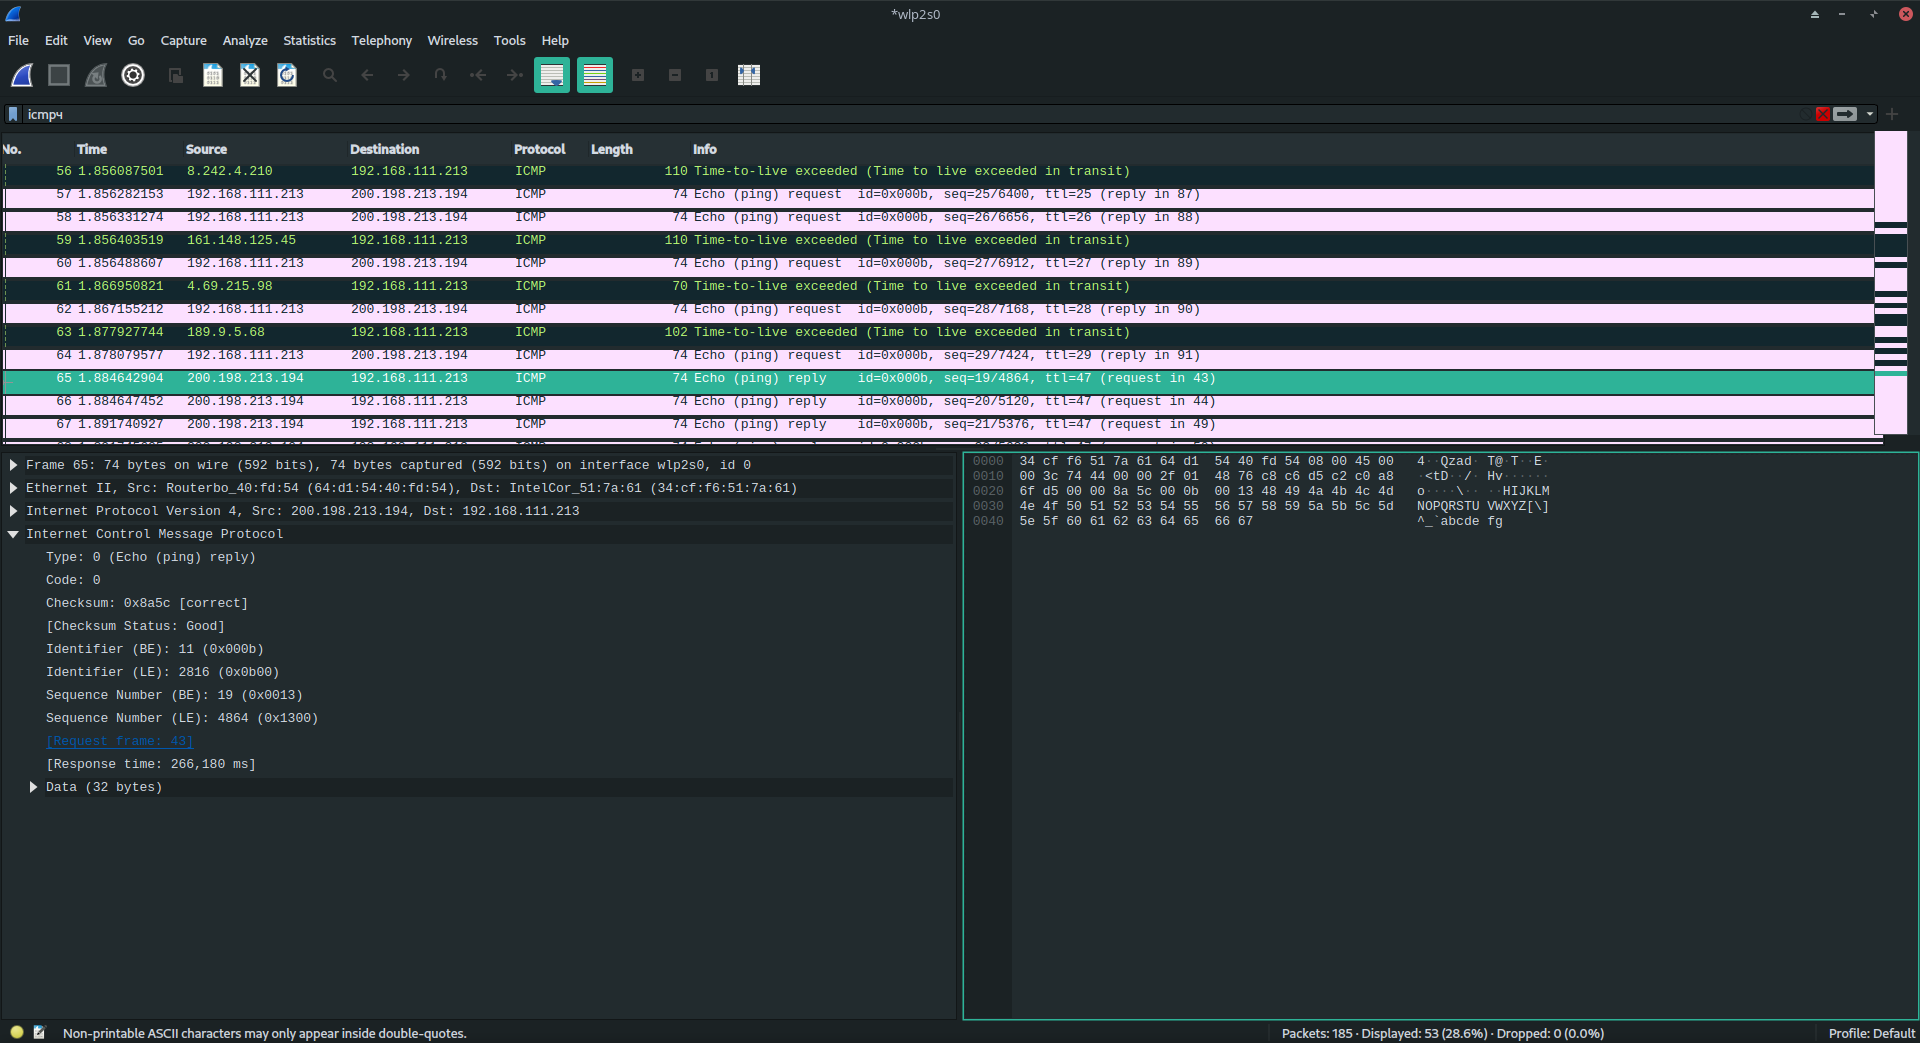 *wlp2s0
File Edit View Go Capture Analyze Statistics Telephony Wireless Tools Help
icmpч
No. Time Source Destination Protocol Length Info
56 1.856087501 8.242.4.210 192.168.111.213 ICMP 110 Time-to-live exceeded (Time to live exceeded in transit)
57 1.856282153 192.168.111.213 200.198.213.194 ICMP 74 Echo (ping) request id=0x000b, seq=25/6400, ttl=25 (reply in 87)
58 1.856331274 192.168.111.213 200.198.213.194 ICMP 74 Echo (ping) request id=0x000b, seq=26/6656, ttl=26 (reply in 88)
59 1.856403519 161.148.125.45 192.168.111.213 ICMP 110 Time-to-live exceeded (Time to live exceeded in transit)
60 1.856488607 192.168.111.213 200.198.213.194 ICMP 74 Echo (ping) request id=0x000b, seq=27/6912, ttl=27 (reply in 89)
61 1.866950821 4.69.215.98 192.168.111.213 ICMP 70 Time-to-live exceeded (Time to live exceeded in transit)
62 1.867155212 192.168.111.213 200.198.213.194 ICMP 74 Echo (ping) request id=0x000b, seq=28/7168, ttl=28 (reply in 90)
63 1.877927744 189.9.5.68 192.168.111.213 ICMP 102 Time-to-live exceeded (Time to live exceeded in transit)
64 1.878079577 192.168.111.213 200.198.213.194 ICMP 74 Echo (ping) request id=0x000b, seq=29/7424, ttl=29 (reply in 91)
65 1.884642904 200.198.213.194 192.168.111.213 ICMP 74 Echo (ping) reply id=0x000b, seq=19/4864, ttl=47 (request in 43)
66 1.884647452 200.198.213.194 192.168.111.213 ICMP 74 Echo (ping) reply id=0x000b, seq=20/5120, ttl=47 (request in 44)
67 1.891740927 200.198.213.194 192.168.111.213 ICMP 74 Echo (ping) reply id=0x000b, seq=21/5376, ttl=47 (request in 49)
Frame 65: 74 bytes on wire (592 bits), 74 bytes captured (592 bits) on interface wlp2s0, id 0
Ethernet II, Src: Routerbo_40:fd:54 (64:d1:54:40:fd:54), Dst: IntelCor_51:7a:61 (34:cf:f6:51:7a:61)
Internet Protocol Version 4, Src: 200.198.213.194, Dst: 192.168.111.213
Internet Control Message Protocol
Type: 0 (Echo (ping) reply)
Code: 0
Checksum: 0x8a5c [correct]
[Checksum Status: Good]
Identifier (BE): 11 (0x000b)
Identifier (LE): 2816 (0x0b00)
Sequence Number (BE): 19 (0x0013)
Sequence Number (LE): 4864 (0x1300)
[Request frame: 43]
[Response time: 266,180 ms]
Data (32 bytes)
0000 34 cf f6 51 7a 61 64 d1 54 40 fd 54 08 00 45 00 4··Qzad· T@·T··E·
0010 00 3c 74 44 00 00 2f 01 48 76 c8 c6 d5 c2 c0 a8 ·<tD··/· Hv······
0020 6f d5 00 00 8a 5c 00 0b 00 13 48 49 4a 4b 4c 4d o····\·· ··HIJKLM
0030 4e 4f 50 51 52 53 54 55 56 57 58 59 5a 5b 5c 5d NOPQRSTU VWXYZ[\]
0040 5e 5f 60 61 62 63 64 65 66 67 ^_`abcde fg
Non-printable ASCII characters may only appear inside double-quotes.
Packets: 185 · Displayed: 53 (28.6%) · Dropped: 0 (0.0%)
Profile: Default